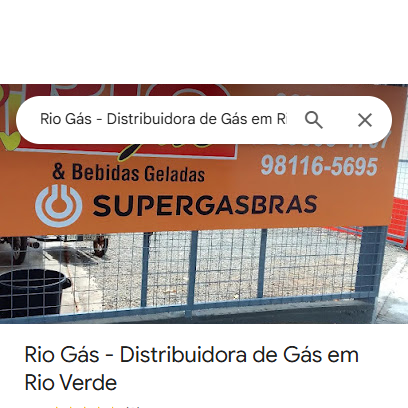 Rio Gás - Distribuidora de Gás em Ri
& Bebidas Geladas
98116-5695
SUPERGASBRAS
Rio Gás - Distribuidora de Gás em
Rio Verde